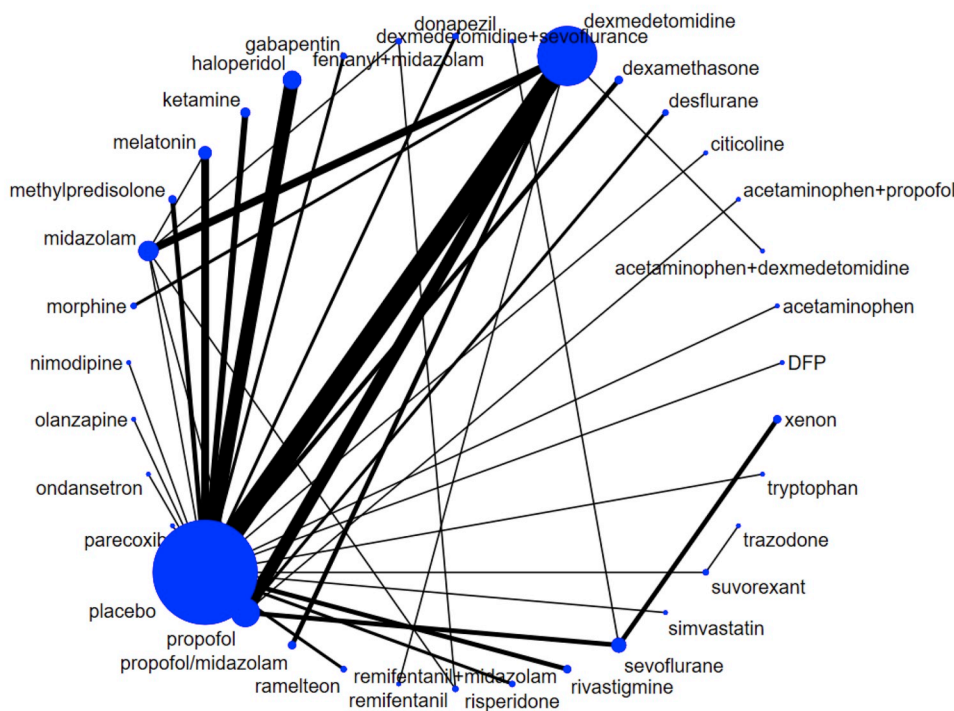 donapezil
dexmedetomidine
dexmedetomidine+sevoflurance
gabapentin
fentanyl+midazolam
haloperidol
dexamethasone
ketamine
desflurane
melatonin
citicoline
methylpredisolone
acetaminophen+propofol
midazolam
acetaminophen+dexmedetomidine
morphine
acetaminophen
nimodipine
DFP
olanzapine
xenon
ondansetron
tryptophan
parecoxib
trazodone
suvorexant
placebo
simvastatin
propofol
propofol/midazolam
sevoflurane
ramelteon
remifentanil+midazolam
rivastigmine
remifentanil
risperidone